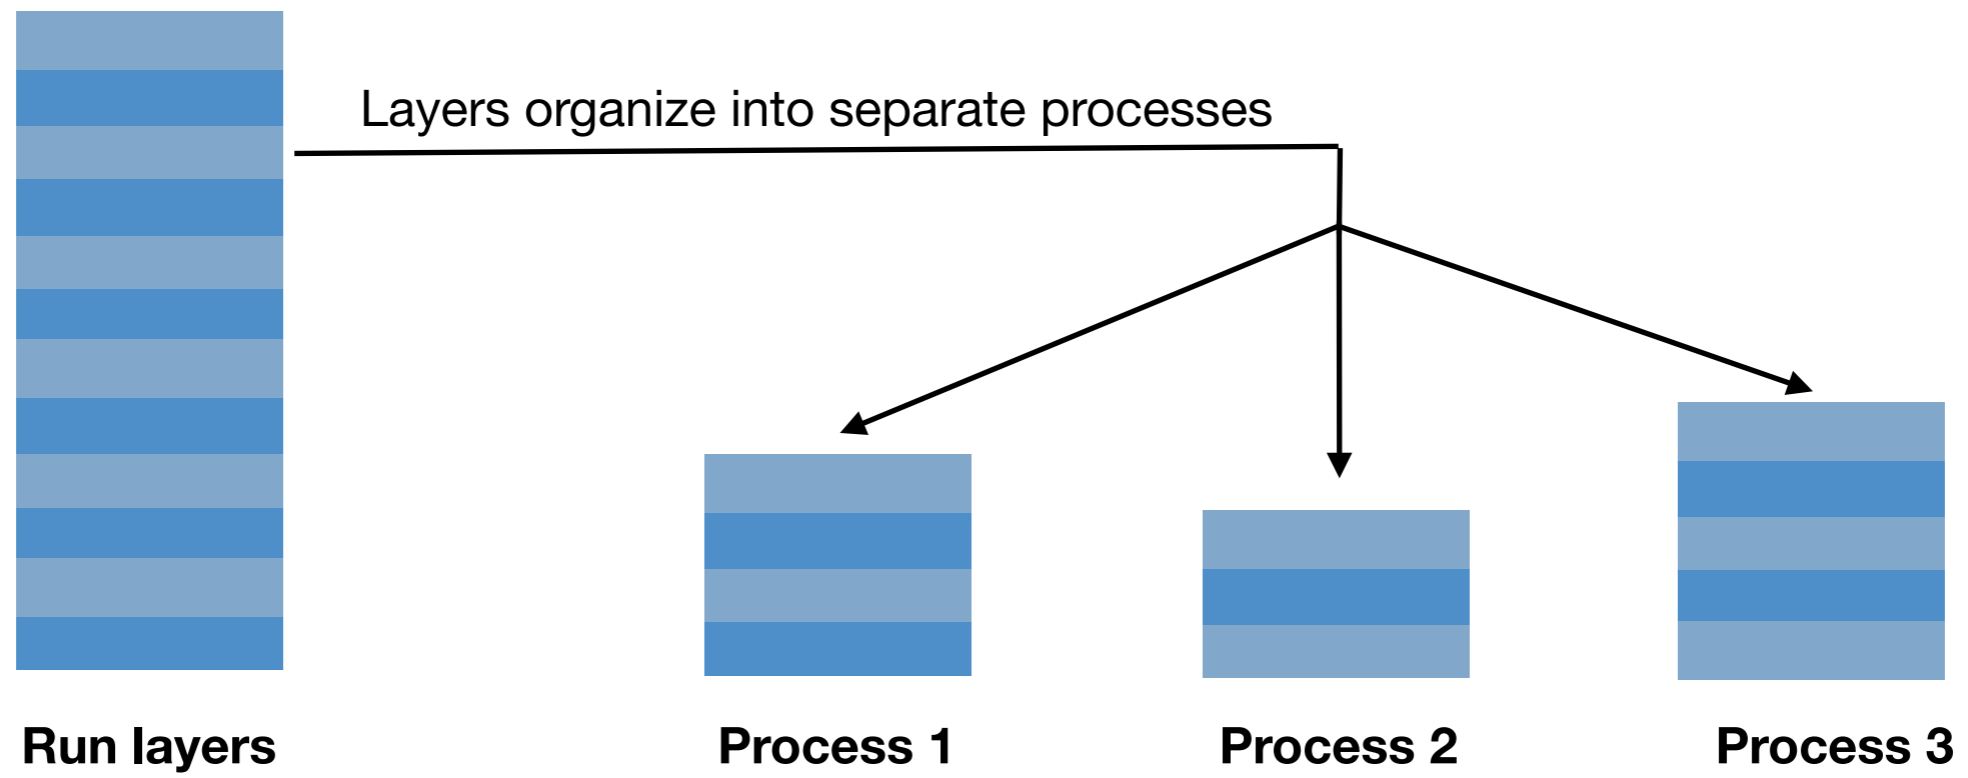 Layers organize into separate processes
Run layers
Process 1
Process 2
Process 3